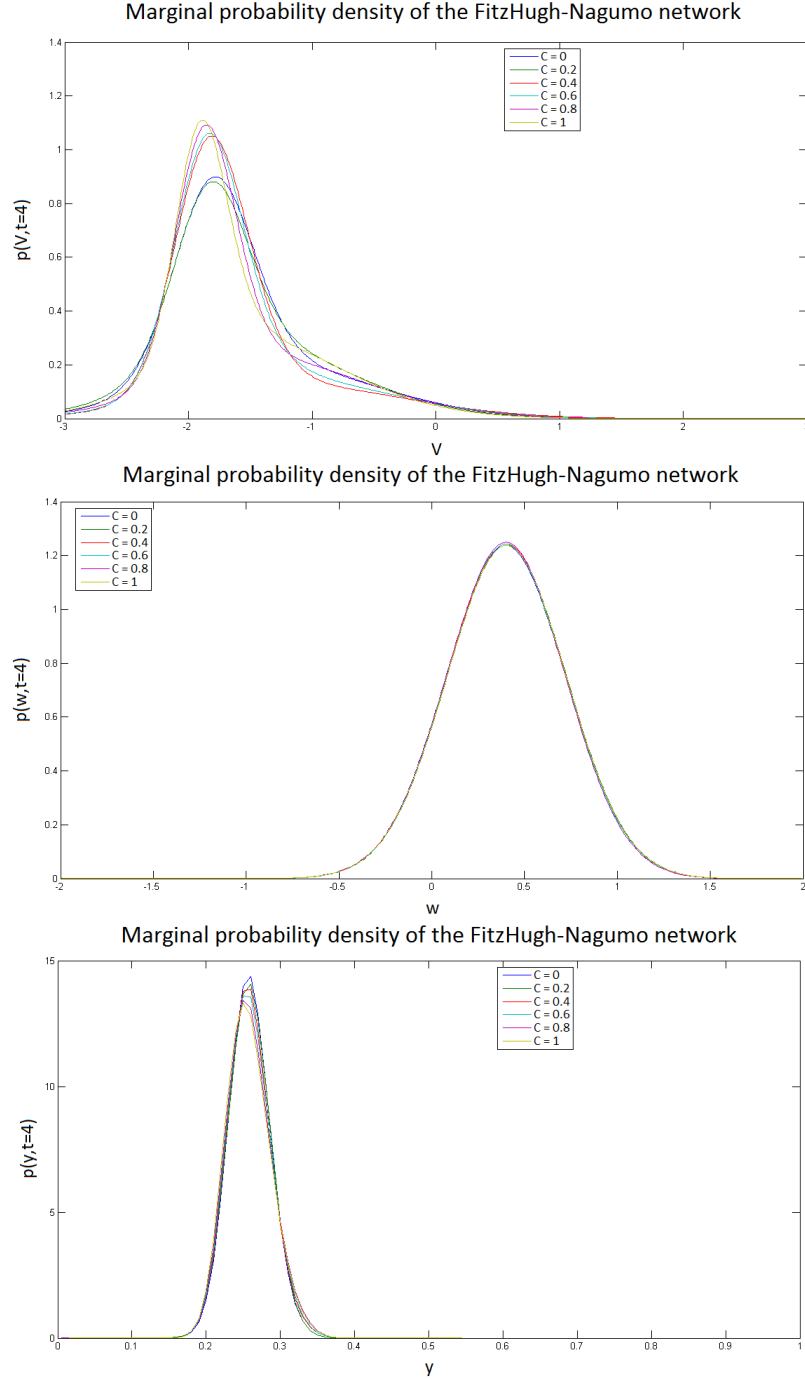 Marginal probability density of the FitzHugh-Nagumo network
1.4
1.2
1
0.8
0.6
0.4
0.2
0
p(V,t=4)
C = 0
C = 0.2
C = 0.4
C = 0.6
C = 0.8
C = 1
-3
-2
-1
0
1
2
3
V
Marginal probability density of the FitzHugh-Nagumo network
1.4
1.2
1
0.8
0.6
0.4
0.2
0
p(w,t=4)
C = 0
C = 0.2
C = 0.4
C = 0.6
C = 0.8
C = 1
-2
-1.5
-1
-0.5
0
0.5
1
1.5
2
w
Marginal probability density of the FitzHugh-Nagumo network
15
10
5
0
p(y,t=4)
C = 0
C = 0.2
C = 0.4
C = 0.6
C = 0.8
C = 1
0
0.1
0.2
0.3
0.4
0.5
0.6
0.7
0.8
0.9
1
y